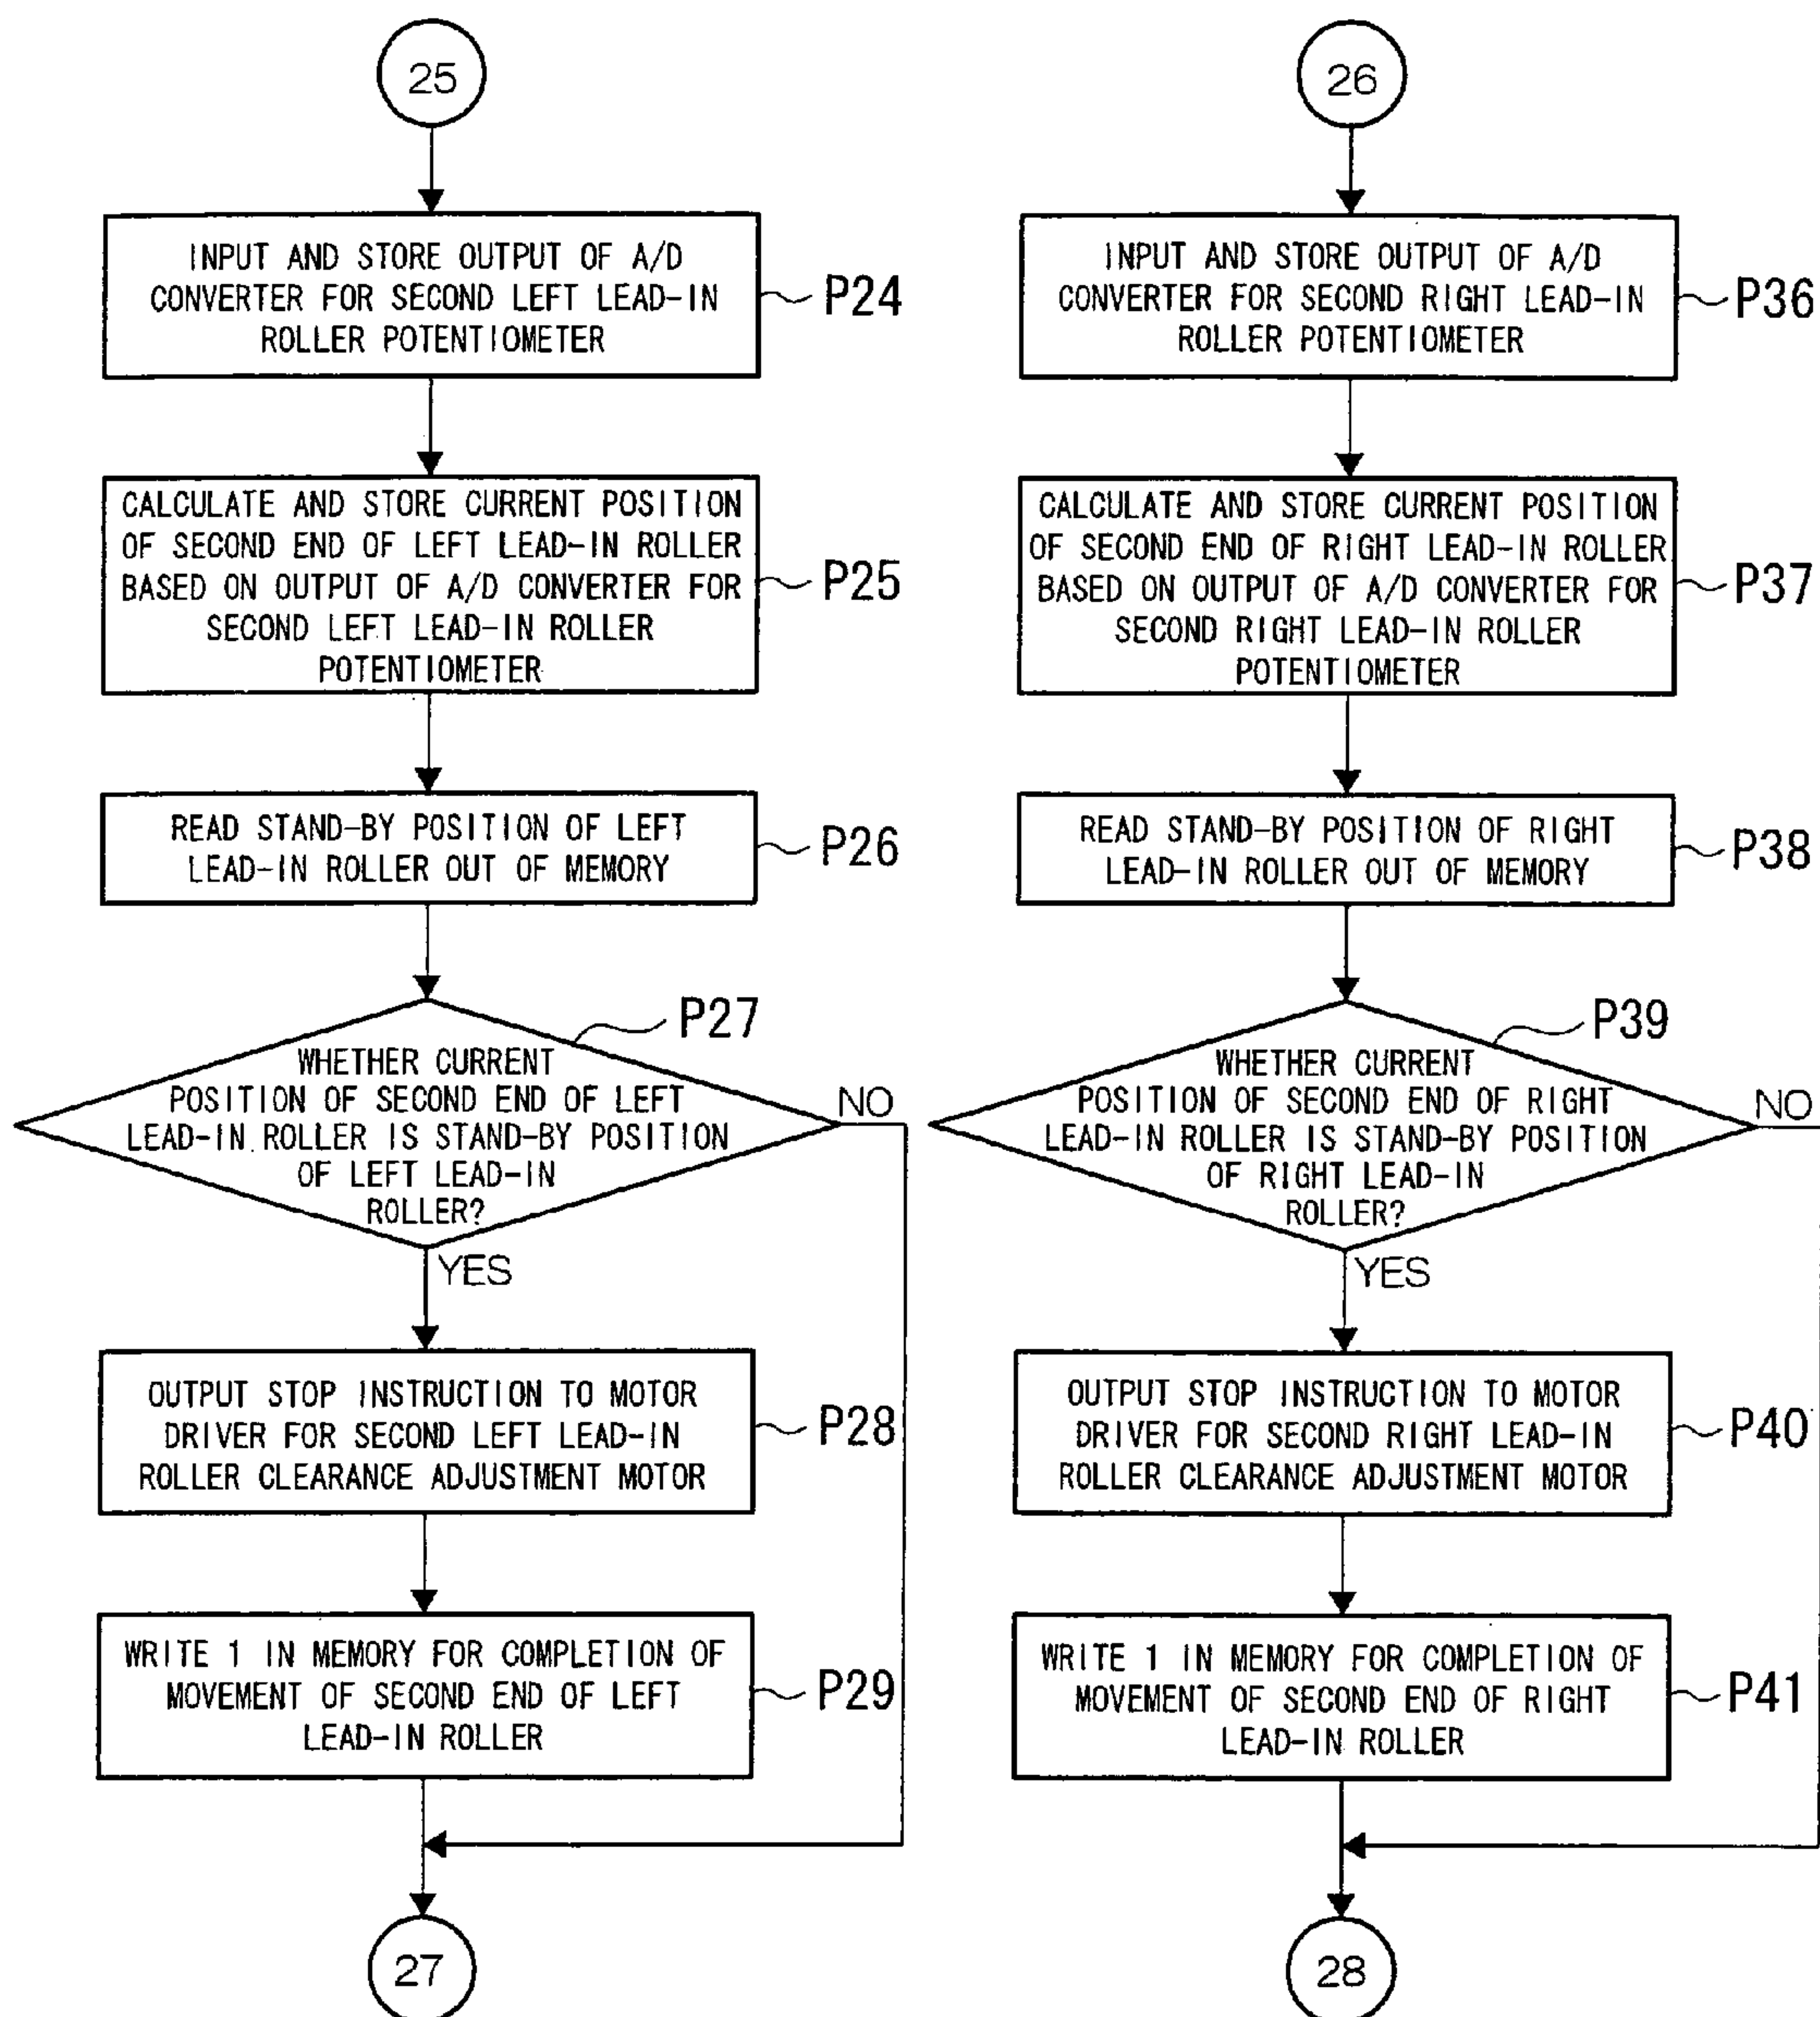 25
INPUT AND STORE OUTPUT OF A/D
CONVERTER FOR SECOND LEFT LEAD-IN
ROLLER POTENTIOMETER
P24
CALCULATE AND STORE CURRENT POSITION
OF SECOND END OF LEFT LEAD-IN ROLLER
BASED ON OUTPUT OF A/D CONVERTER FOR
SECOND LEFT LEAD-IN ROLLER
POTENTIOMETER
P25
READ STAND-BY POSITION OF LEFT
LEAD-IN ROLLER OUT OF MEMORY
P26
P27
WHETHER CURRENT
POSITION OF SECOND END OF LEFT
LEAD-IN ROLLER IS STAND-BY POSITION
OF LEFT LEAD-IN
ROLLER?
NO
YES
OUTPUT STOP INSTRUCTION TO MOTOR
DRIVER FOR SECOND LEFT LEAD-IN
ROLLER CLEARANCE ADJUSTMENT MOTOR
P28
WRITE 1 IN MEMORY FOR COMPLETION OF
MOVEMENT OF SECOND END OF LEFT
LEAD-IN ROLLER
P29
27
26
INPUT AND STORE OUTPUT OF A/D
CONVERTER FOR SECOND RIGHT LEAD-IN
ROLLER POTENTIOMETER
P36
CALCULATE AND STORE CURRENT POSITION
OF SECOND END OF RIGHT LEAD-IN ROLLER
BASED ON OUTPUT OF A/D CONVERTER FOR
SECOND RIGHT LEAD-IN ROLLER
POTENTIOMETER
P37
READ STAND-BY POSITION OF RIGHT
LEAD-IN ROLLER OUT OF MEMORY
P38
P39
WHETHER CURRENT
POSITION OF SECOND END OF RIGHT
LEAD-IN ROLLER IS STAND-BY POSITION
OF RIGHT LEAD-IN
ROLLER?
NO
YES
OUTPUT STOP INSTRUCTION TO MOTOR
DRIVER FOR SECOND RIGHT LEAD-IN
ROLLER CLEARANCE ADJUSTMENT MOTOR
P40
WRITE 1 IN MEMORY FOR COMPLETION OF
MOVEMENT OF SECOND END OF RIGHT
LEAD-IN ROLLER
P41
28